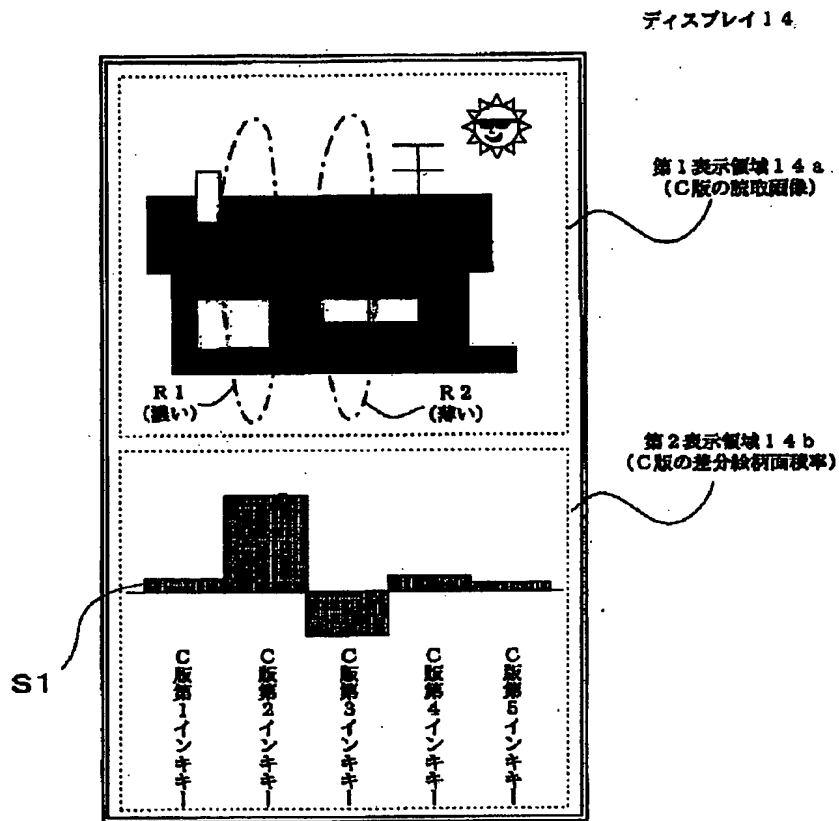 ディスプレイ14
第1表示領域14a
(C版の読取画像)
R1
(濃い)
R2
(薄い)
第2表示領域14b
(C版の差分絵柄面積率)
S1
C版第1インキキー
C版第2インキキー
C版第3インキキー
C版第4インキキー
C版第5インキキー